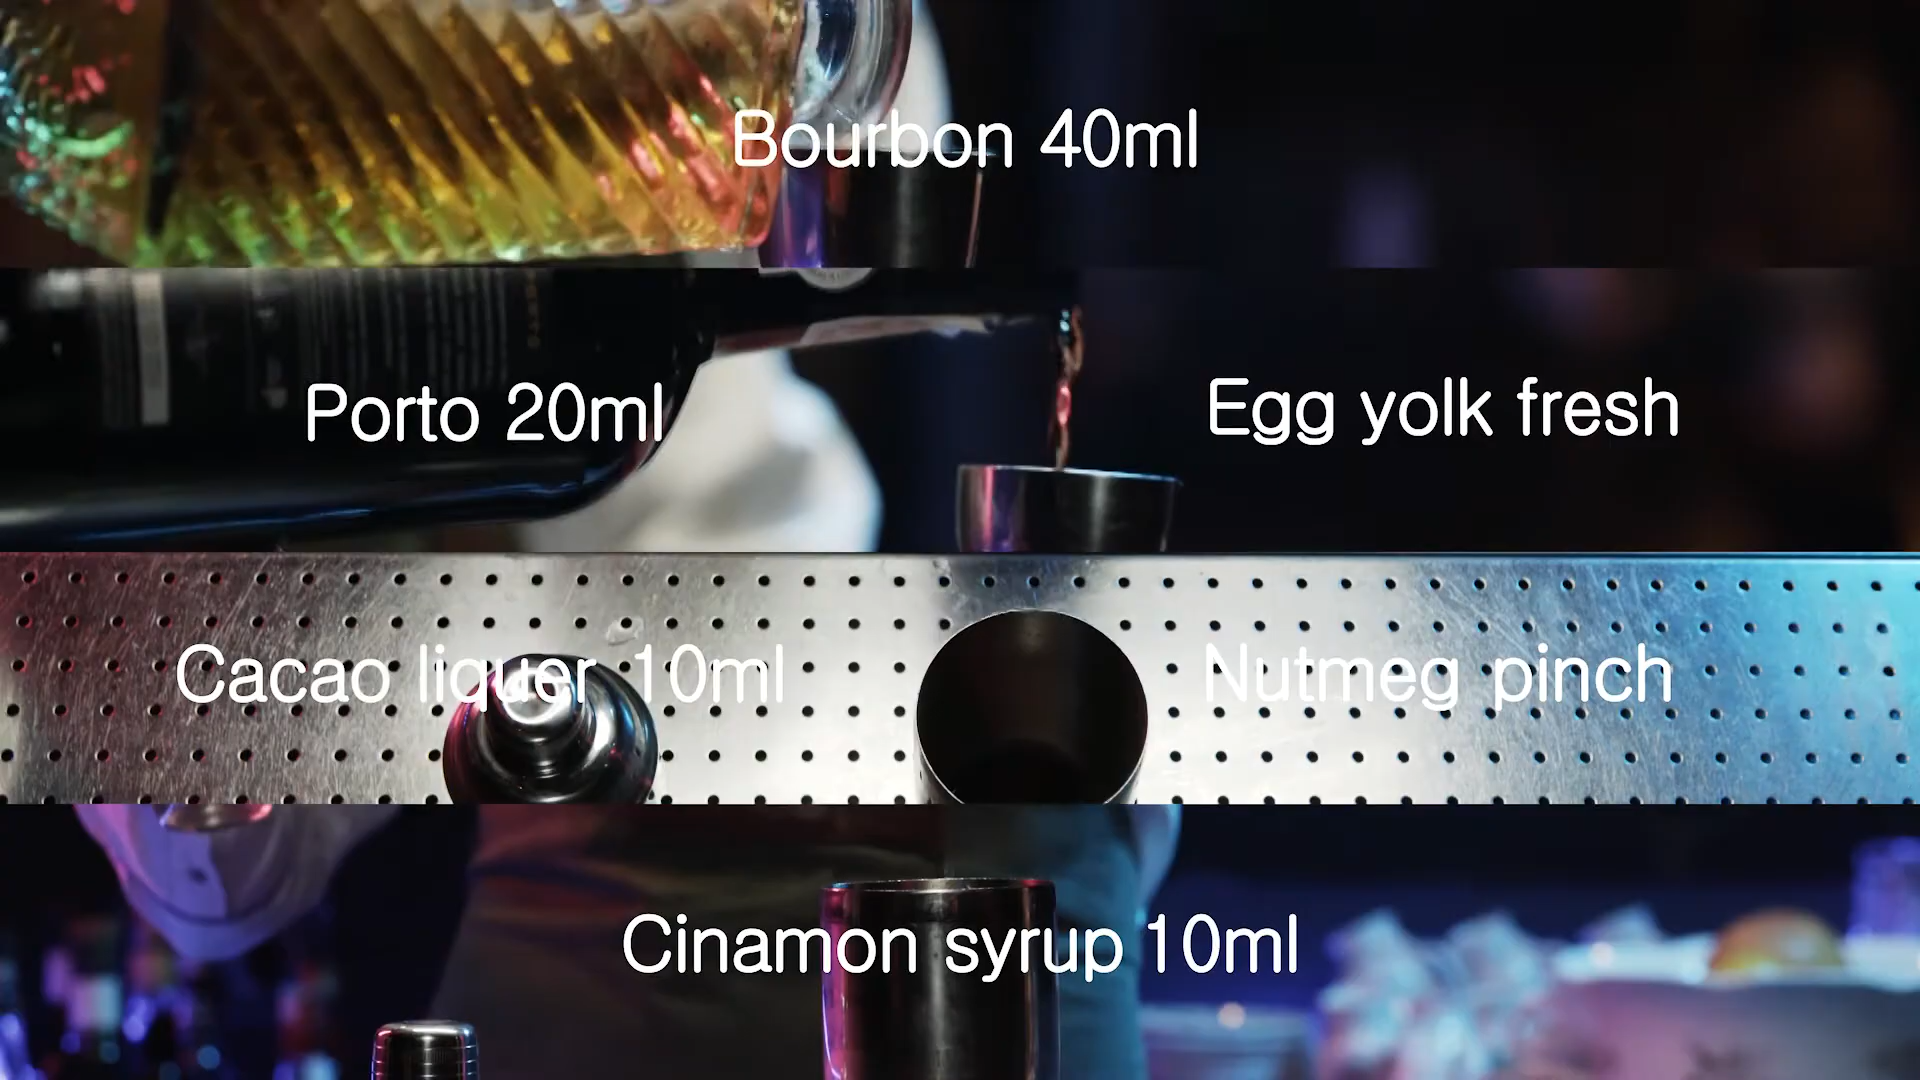 Bourbon 40ml
Porto 20ml
Egg yolk fresh
Cacao liquer 10ml
Nutmeg pinch
Cinamon syrup 10ml